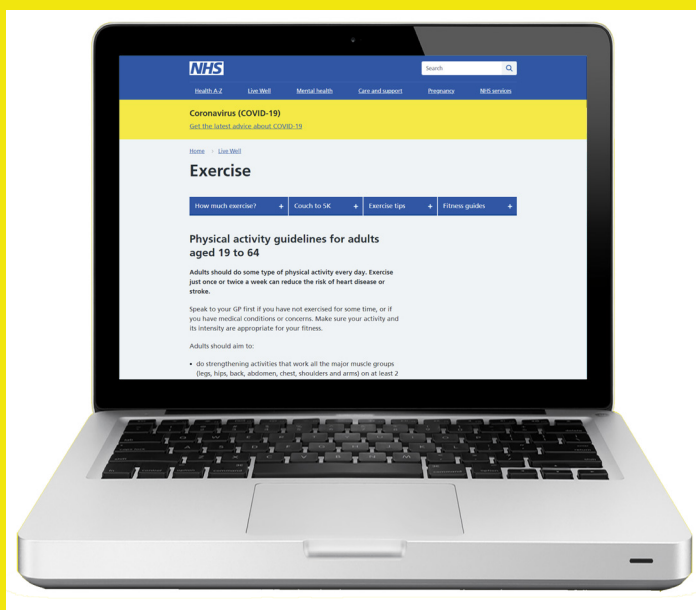 NHS
Search
Health A-Z Live Well Mental health Care and support Pregnancy NHS services
Coronavirus (COVID-19)
Get the latest advice about COVID-19
Home > Live Well
Exercise
How much exercise? + Couch to 5K + Exercise tips + Fitness guides +
Physical activity guidelines for adults
aged 19 to 64
Adults should do some type of physical activity every day. Exercise
just once or twice a week can reduce the risk of heart disease or
stroke.
Speak to your GP first if you have not exercised for some time, or if
you have medical conditions or concerns. Make sure your activity and
its intensity are appropriate for your fitness.
Adults should aim to:
• do strengthening activities that work all the major muscle groups
(legs, hips, back, abdomen, chest, shoulders and arms) on at least 2